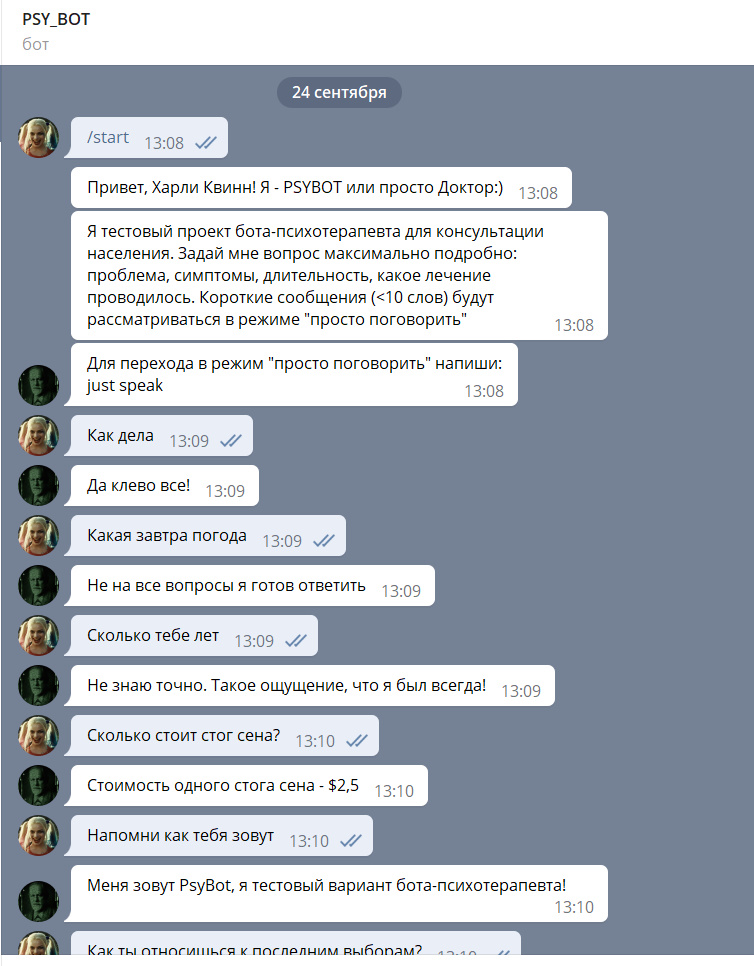 PSY_BOT
бот
24 сентября
/start 13:08
Привет, Харли Квинн! Я - PSYBOT или просто Доктор:) 13:08
Я тестовый проект бота-психотерапевта для консультации
населения. Задай мне вопрос максимально подробно:
проблема, симптомы, длительность, какое лечение
проводилось. Короткие сообщения (<10 слов) будут
рассматриваться в режиме "просто поговорить" 13:08
Для перехода в режим "просто поговорить" напиши:
just speak 13:08
Как дела 13:09
Да клево все! 13:09
Какая завтра погода 13:09
Не на все вопросы я готов ответить 13:09
Сколько тебе лет 13:09
Не знаю точно. Такое ощущение, что я был всегда! 13:09
Сколько стоит стог сена? 13:10
Стоимость одного стога сена - $2,5 13:10
Напомни как тебя зовут 13:10
Меня зовут PsyBot, я тестовый вариант бота-психотерапевта!
13:10
Как ты относишься к последним выборам? 13:10